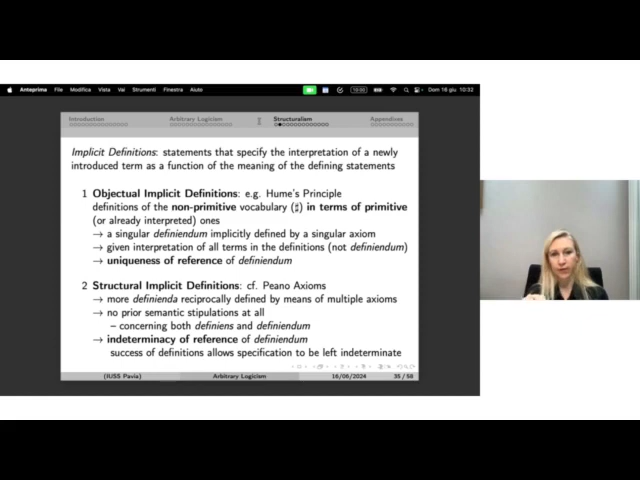 Anteprima File Modifica Vista Vai Strumenti Finestra Aiuto Dom 16 giu 10:32
Introduction Arbitrary Logicism Structuralism Appendices
Implicit Definitions: statements that specify the interpretation of a newly
introduced term as a function of the meaning of the defining statements
1 Objectual Implicit Definitions: e.g. Hume's Principle
definitions of the non-primitive vocabulary (♯) in terms of primitive
(or already interpreted) ones
→ a singular definiendum implicitly defined by a singular axiom
→ given interpretation of all terms in the definitions (not definiendum)
→ uniqueness of reference of definiendum
2 Structural Implicit Definitions: cf. Peano Axioms
→ more definienda reciprocally defined by means of multiple axioms
→ no prior semantic stipulations at all
– concerning both definiens and definiendum
→ indeterminacy of reference of definiendum
success of definitions allows specification to be left indeterminate
(IUSS Pavia) Arbitrary Logicism 16/06/2024 35 / 58